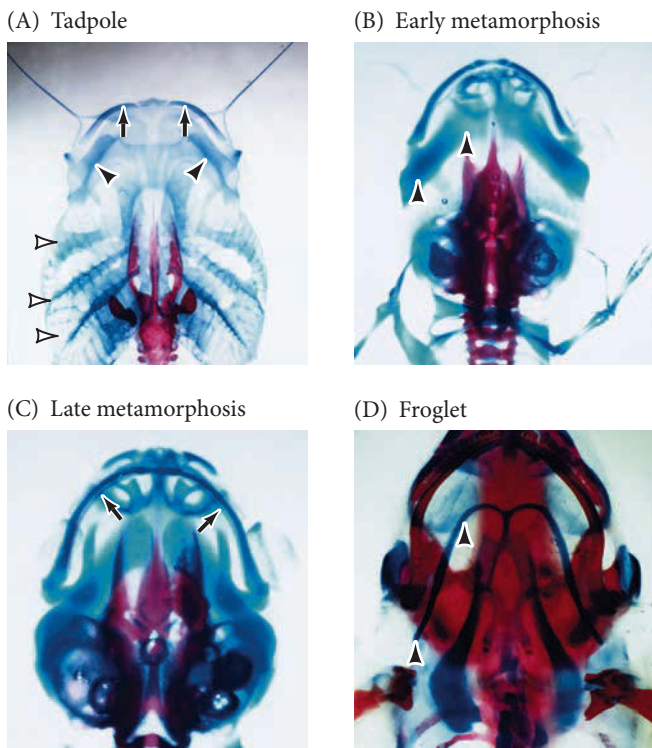 (A) Tadpole
(B) Early metamorphosis
(C) Late metamorphosis
(D) Froglet